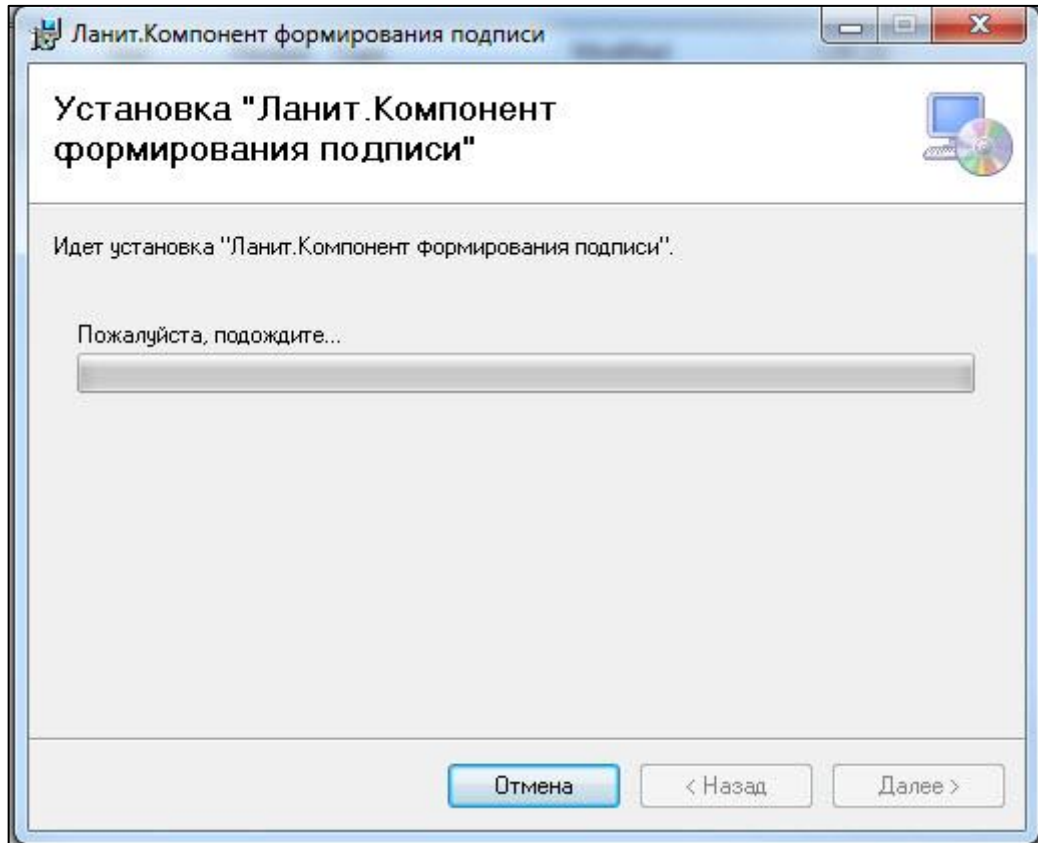 Ланит.Компонент формирования подписи
Установка "Ланит.Компонент
формирования подписи"
Идет установка "Ланит.Компонент формирования подписи".
Пожалуйста, подождите...
Отмена
< Назад
Далее >